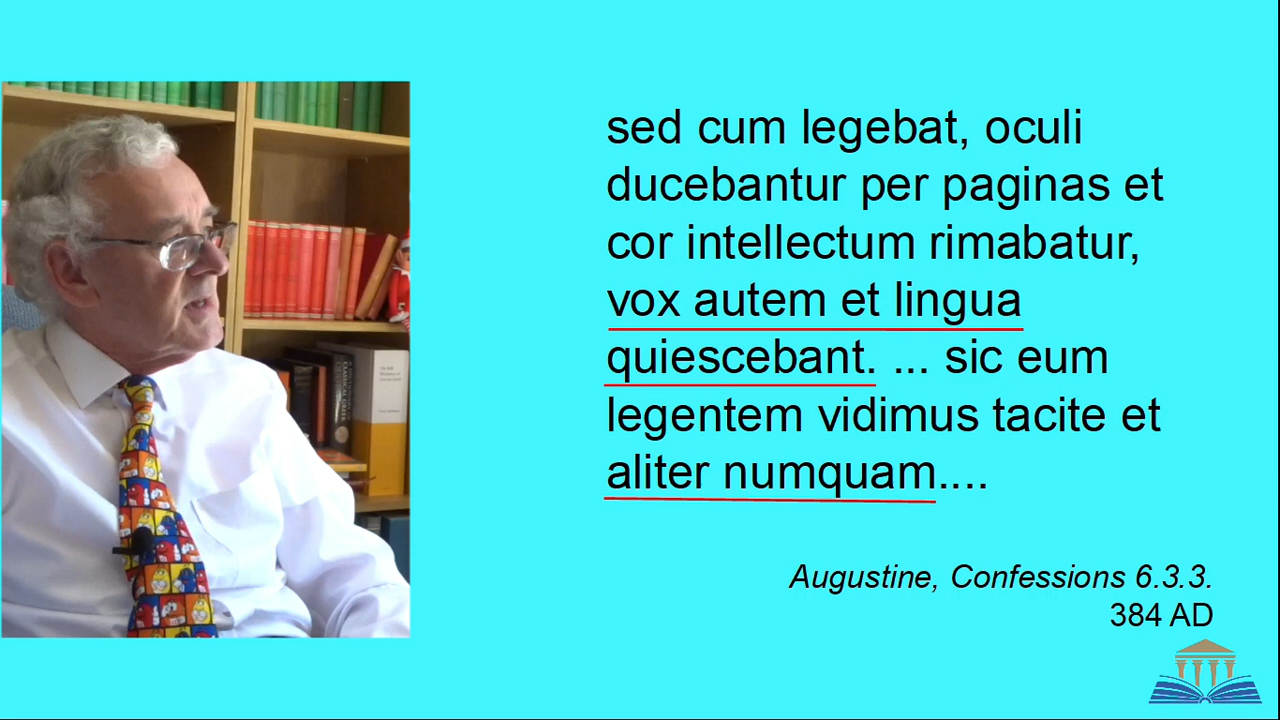 sed cum legebat, oculi
ducebantur per paginas et
cor intellectum rimabatur,
vox autem et lingua
quiescebant. ... sic eum
legentem vidimus tacite et
aliter numquam....
Augustine, Confessions 6.3.3.
384 AD